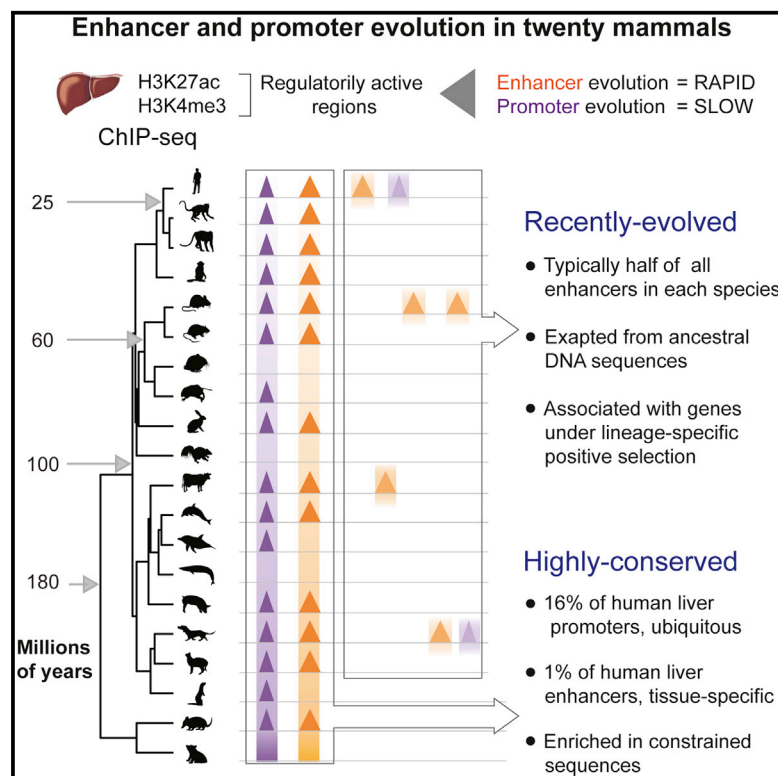 Enhancer and promoter evolution in twenty mammals
H3K27ac
H3K4me3
ChIP-seq
Regulatorily active
regions
Enhancer evolution = RAPID
Promoter evolution = SLOW
25
60
100
180
Millions
of years
Recently-evolved
● Typically half of all
enhancers in each species
● Exapted from ancestral
DNA sequences
● Associated with genes
under lineage-specific
positive selection
Highly-conserved
● 16% of human liver
promoters, ubiquitous
● 1% of human liver
enhancers, tissue-specific
● Enriched in constrained
sequences